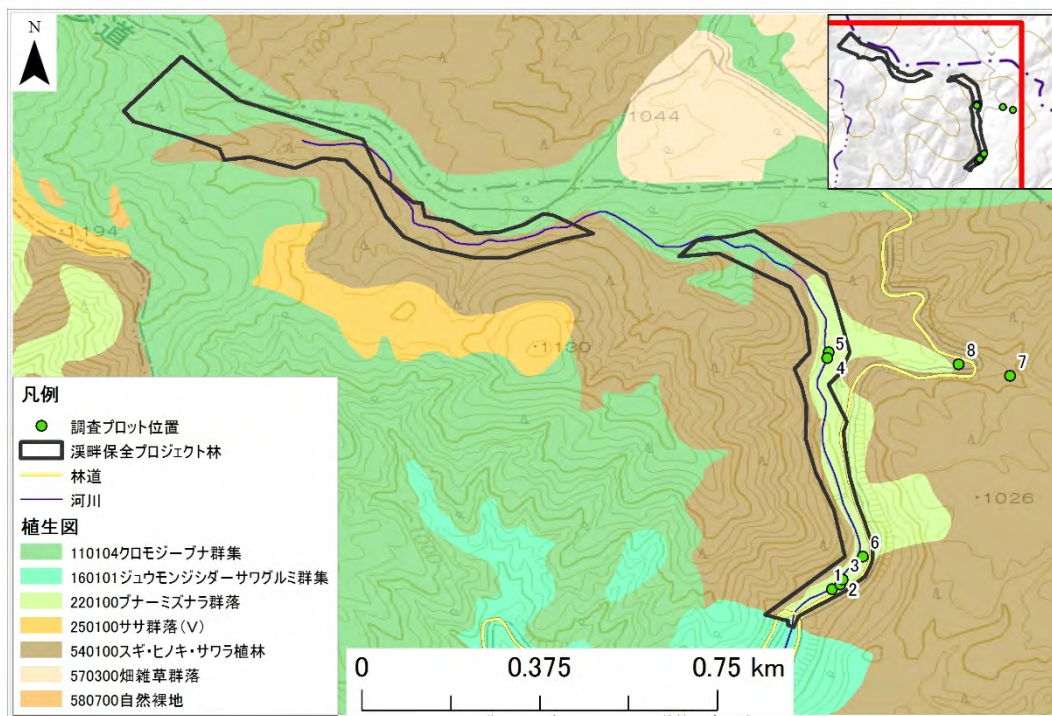 N
道
1100
1044
1194
1130
5
4
8
7
1026
6
3
1
2
凡例
調査プロット位置
渓畔保全プロジェクト林
林道
河川
植生図
110104クロモジーブナ群集
160101ジュウモンジシダーサワグルミ群集
220100ブナーミズナラ群落
250100ササ群落(Ⅴ)
540100スギ・ヒノキ・サワラ植林
570300畑雑草群落
580700自然裸地
0 0.375 0.75 km